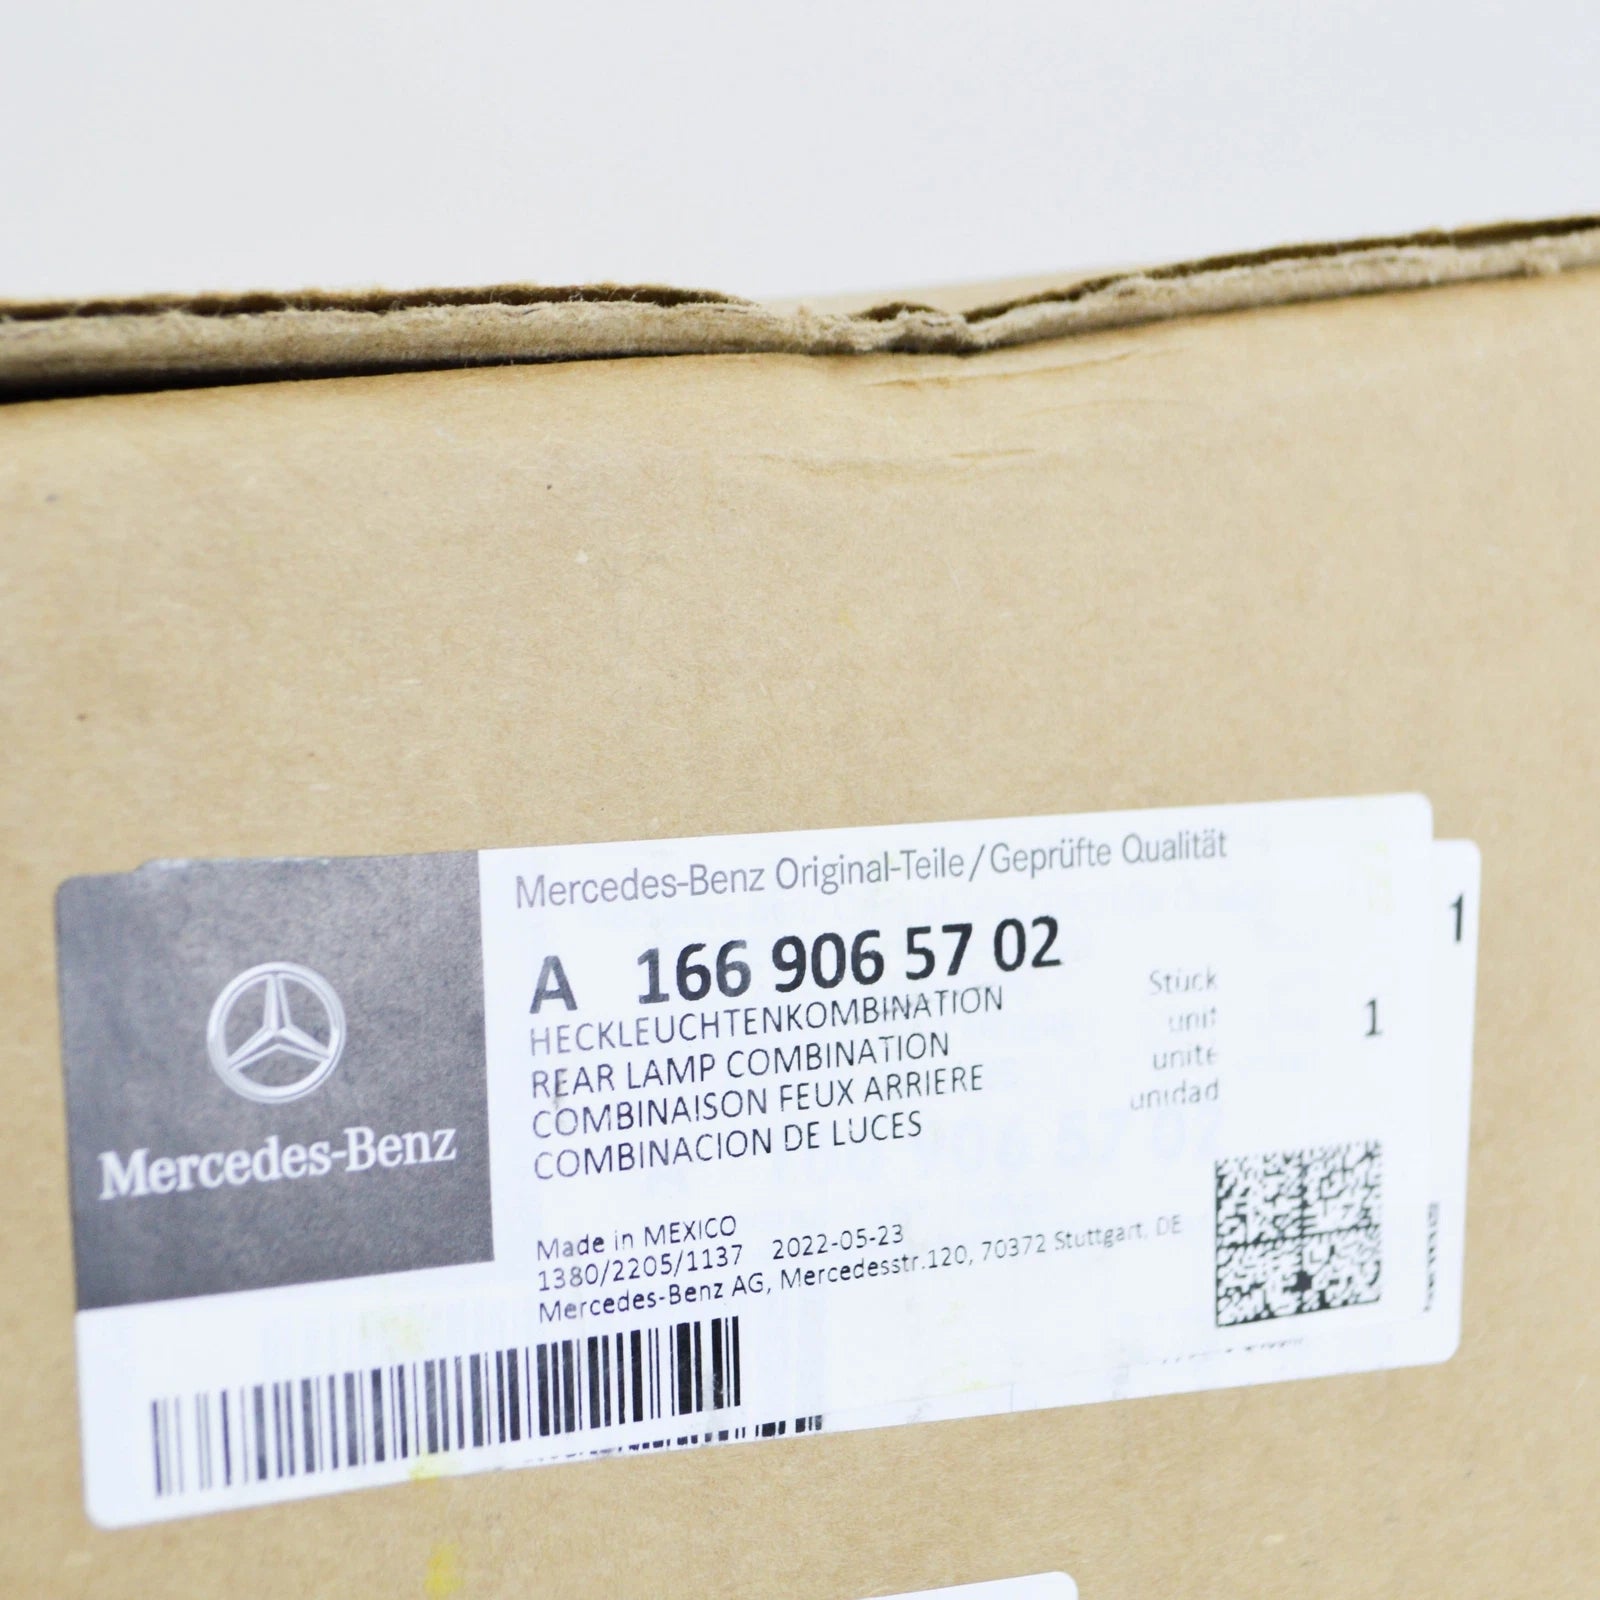 Mercedes-Benz
Mercedes-Benz Original-Teile/Geprüfte Qualität
A 166 906 57 02
HECKLEUCHTENKOMBINATION
REAR LAMP COMBINATION
COMBINAISON FEUX ARRIERE
COMBINACION DE LUCES
Stück
unit
unité
unidad
1
1
Made in MEXICO
1380/2205/1137 2022-05-23
Mercedes-Benz AG, Mercedesstr.120, 70372 Stuttgart, DE